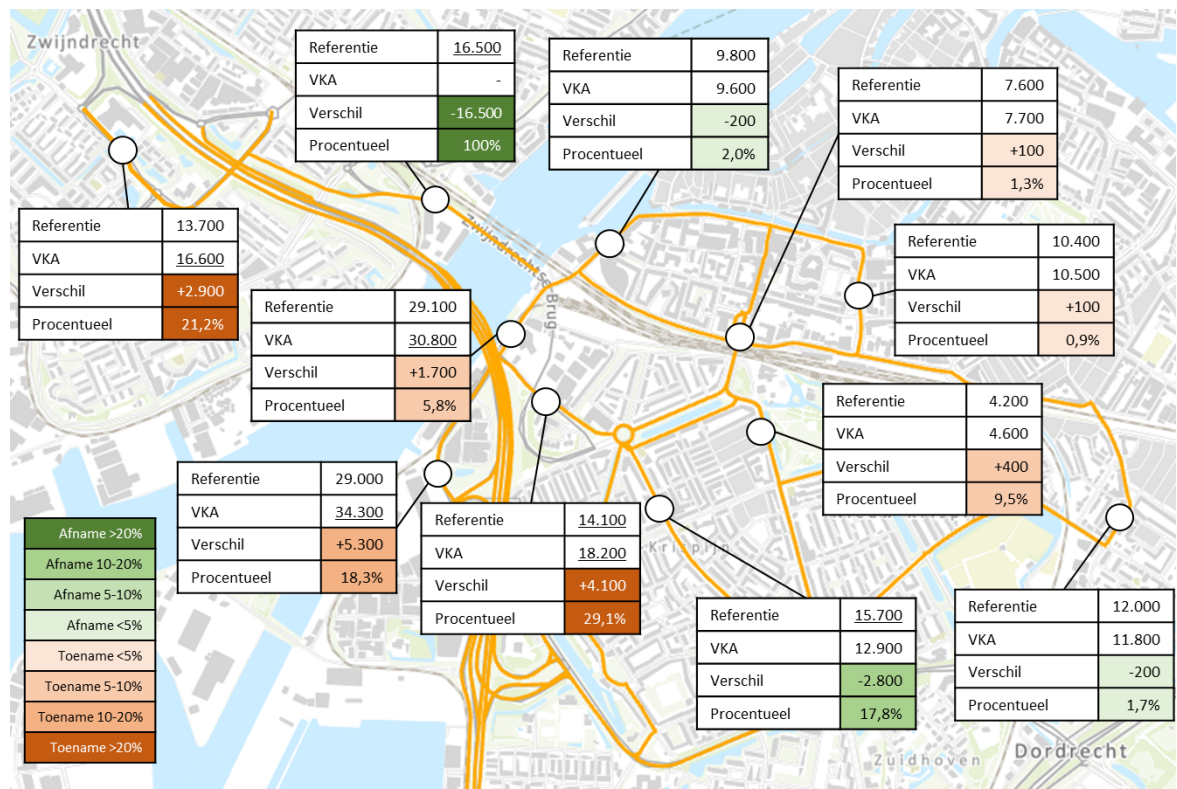 Zwijndrecht
Referentie 16.500
VKA -
Verschil -16.500
Procentueel 100%
Referentie 9.800
VKA 9.600
Verschil -200
Procentueel 2,0%
Referentie 7.600
VKA 7.700
Verschil +100
Procentueel 1,3%
Referentie 13.700
VKA 16.600
Verschil +2.900
Procentueel 21,2%
Zwijndrechtse Brug
Referentie 10.400
VKA 10.500
Verschil +100
Procentueel 0,9%
Referentie 29.100
VKA 30.800
Verschil +1.700
Procentueel 5,8%
Referentie 4.200
VKA 4.600
Verschil +400
Procentueel 9,5%
Referentie 29.000
VKA 34.300
Verschil +5.300
Procentueel 18,3%
Referentie 14.100
VKA 18.200
Verschil +4.100
Procentueel 29,1%
Krispijn
Afname >20%
Afname 10-20%
Afname 5-10%
Afname <5%
Toename <5%
Toename 5-10%
Toename 10-20%
Toename >20%
Referentie 15.700
VKA 12.900
Verschil -2.800
Procentueel 17,8%
Referentie 12.000
VKA 11.800
Verschil -200
Procentueel 1,7%
Dordrecht
Zuidhoven